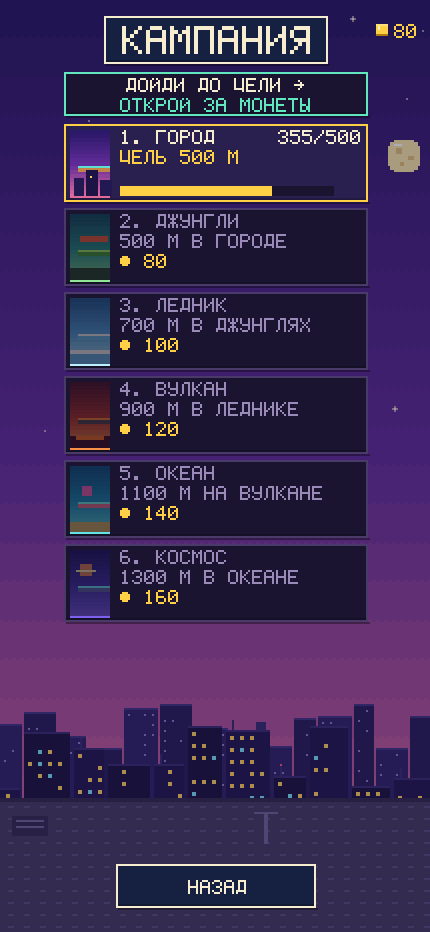 КАМПАНИЯ
80
ДОЙДИ ДО ЦЕЛИ →
ОТКРОЙ ЗА МОНЕТЫ
1. ГОРОД 355/500
ЦЕЛЬ 500 М
2. ДЖУНГЛИ
500 М В ГОРОДЕ
80
3. ЛЕДНИК
700 М В ДЖУНГЛЯХ
100
4. ВУЛКАН
900 М В ЛЕДНИКЕ
120
5. ОКЕАН
1100 М НА ВУЛКАНЕ
140
6. КОСМОС
1300 М В ОКЕАНЕ
160
НАЗАД